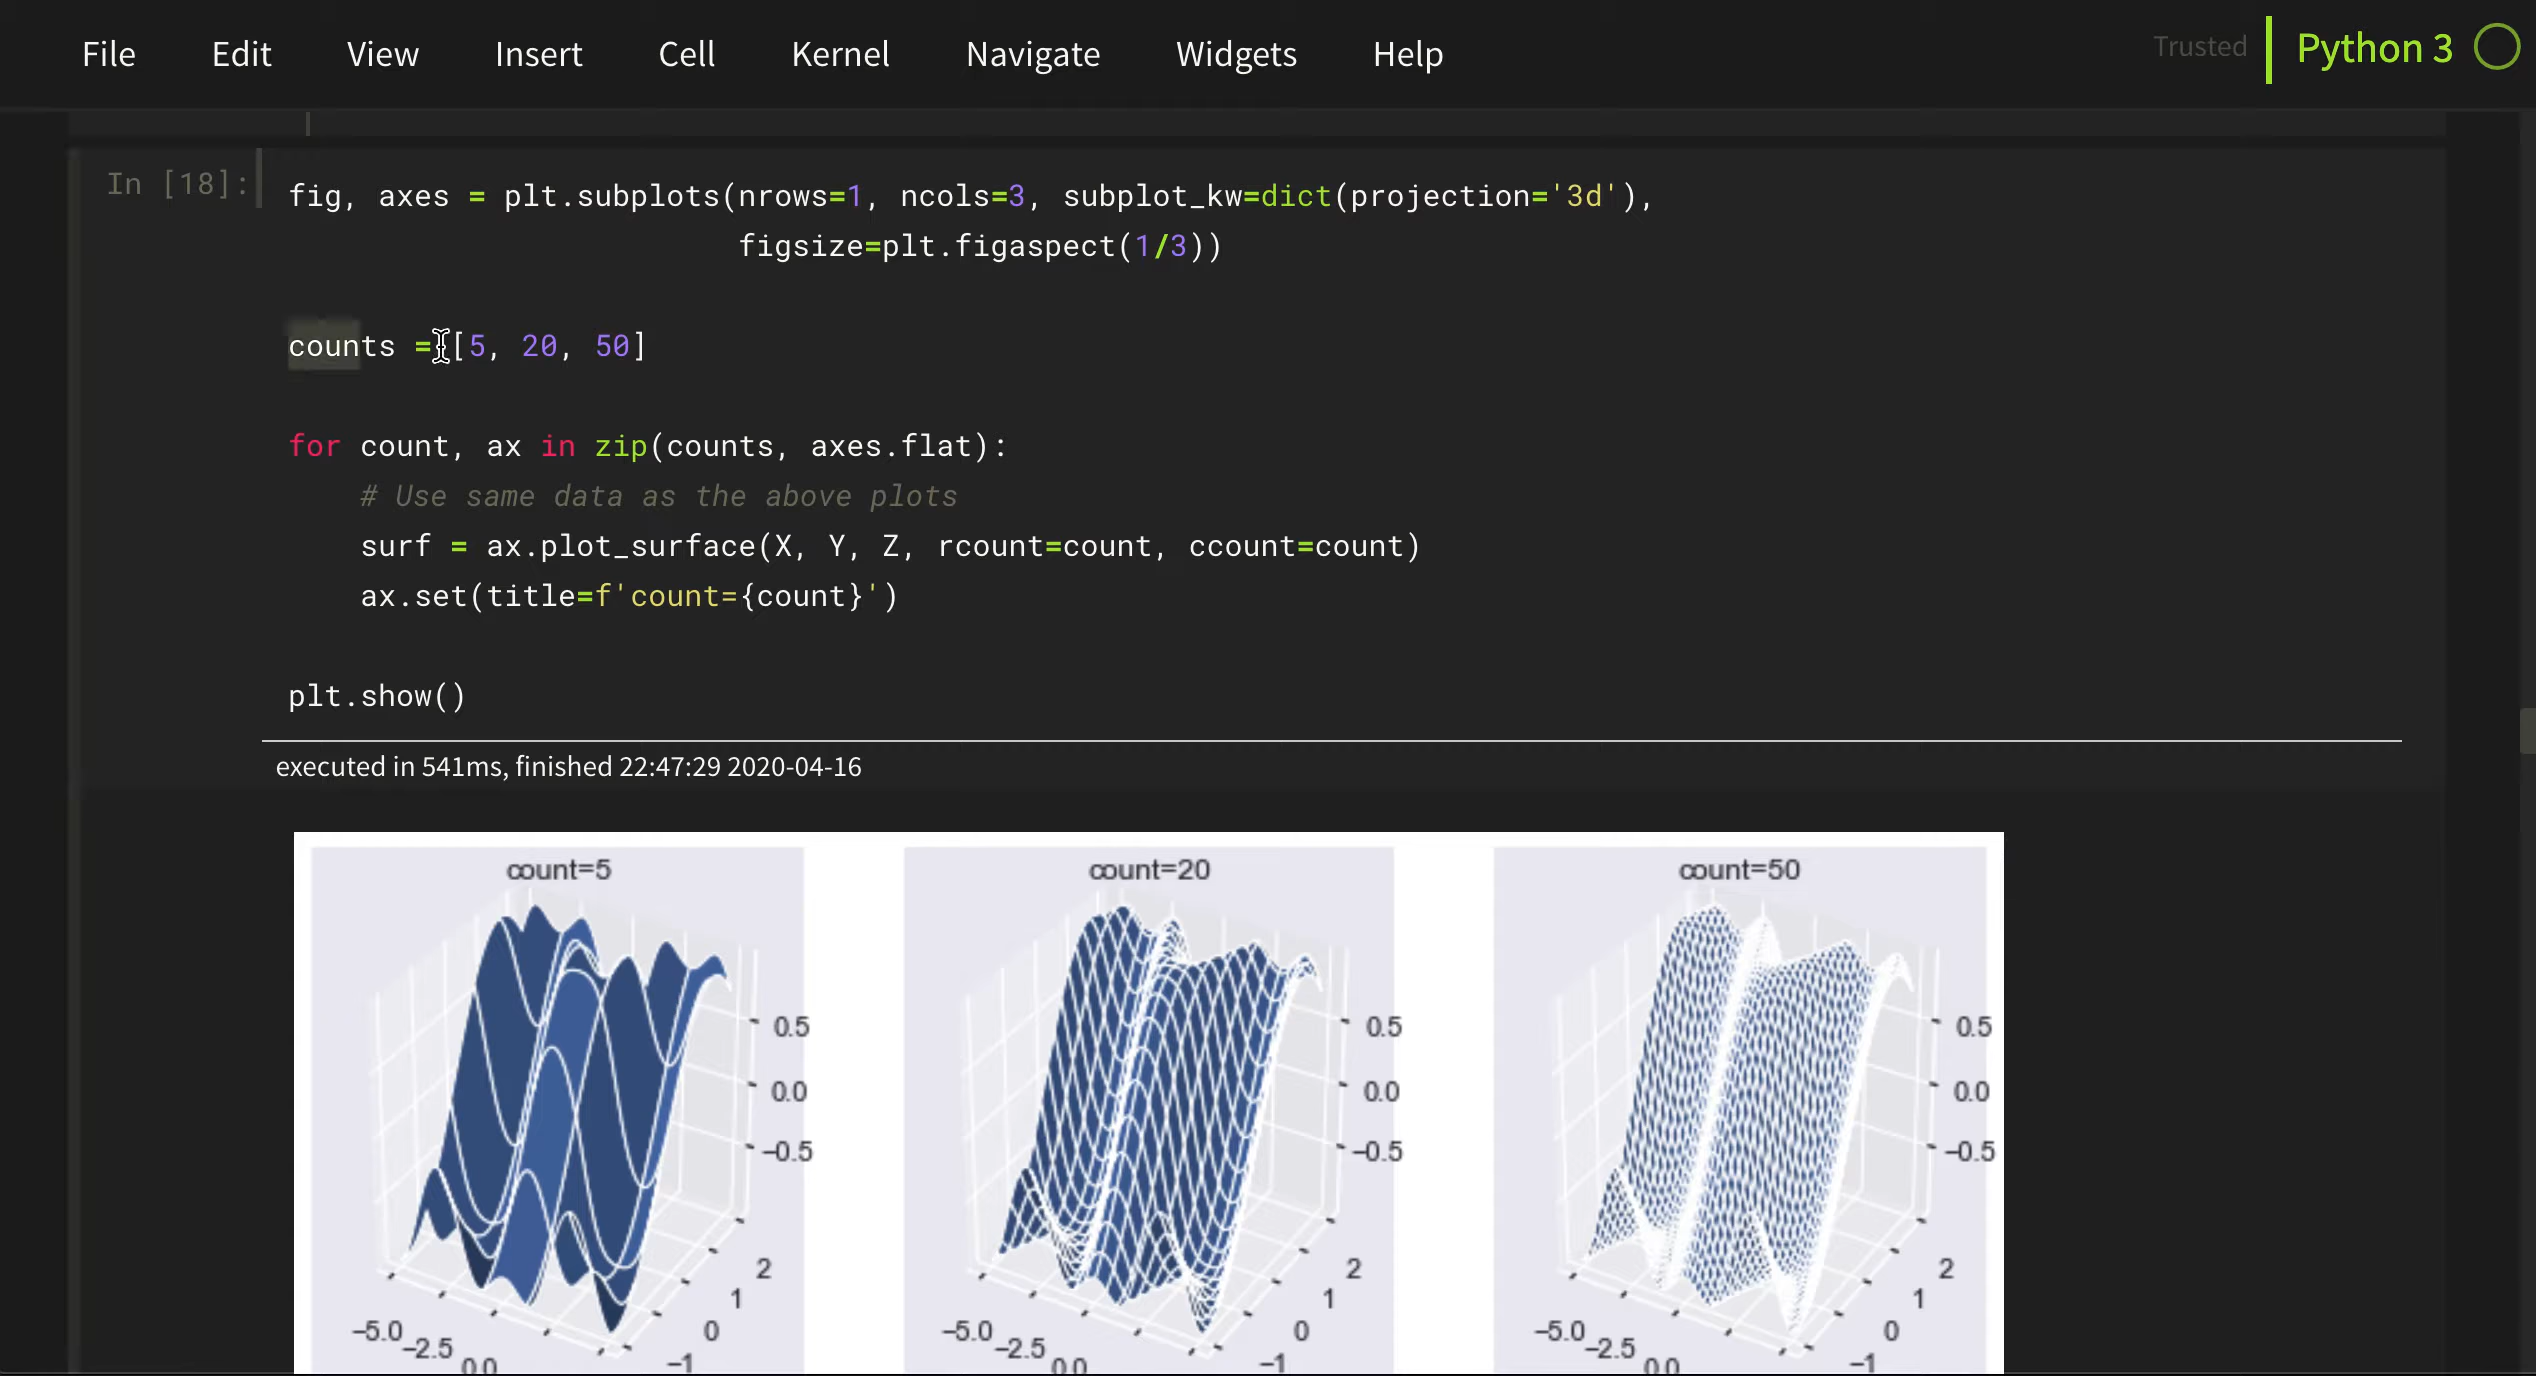 File Edit View Insert Cell Kernel Navigate Widgets Help Trusted Python 3
In [18]:
fig, axes = plt.subplots(nrows=1, ncols=3, subplot_kw=dict(projection='3d'),
figsize=plt.figaspect(1/3))
counts = [5, 20, 50]
for count, ax in zip(counts, axes.flat):
# Use same data as the above plots
surf = ax.plot_surface(X, Y, Z, rcount=count, ccount=count)
ax.set(title=f'count={count}')
plt.show()
executed in 541ms, finished 22:47:29 2020-04-16
count=5 count=20 count=50
0.5 0.5 0.5
0.0 0.0 0.0
−0.5 −0.5 −0.5
2 2 2
1 1 1
−5.0 0 −5.0 0 −5.0 0
−2.5 −2.5 −2.5
0.0 −1 0.0 −1 0.0 −1